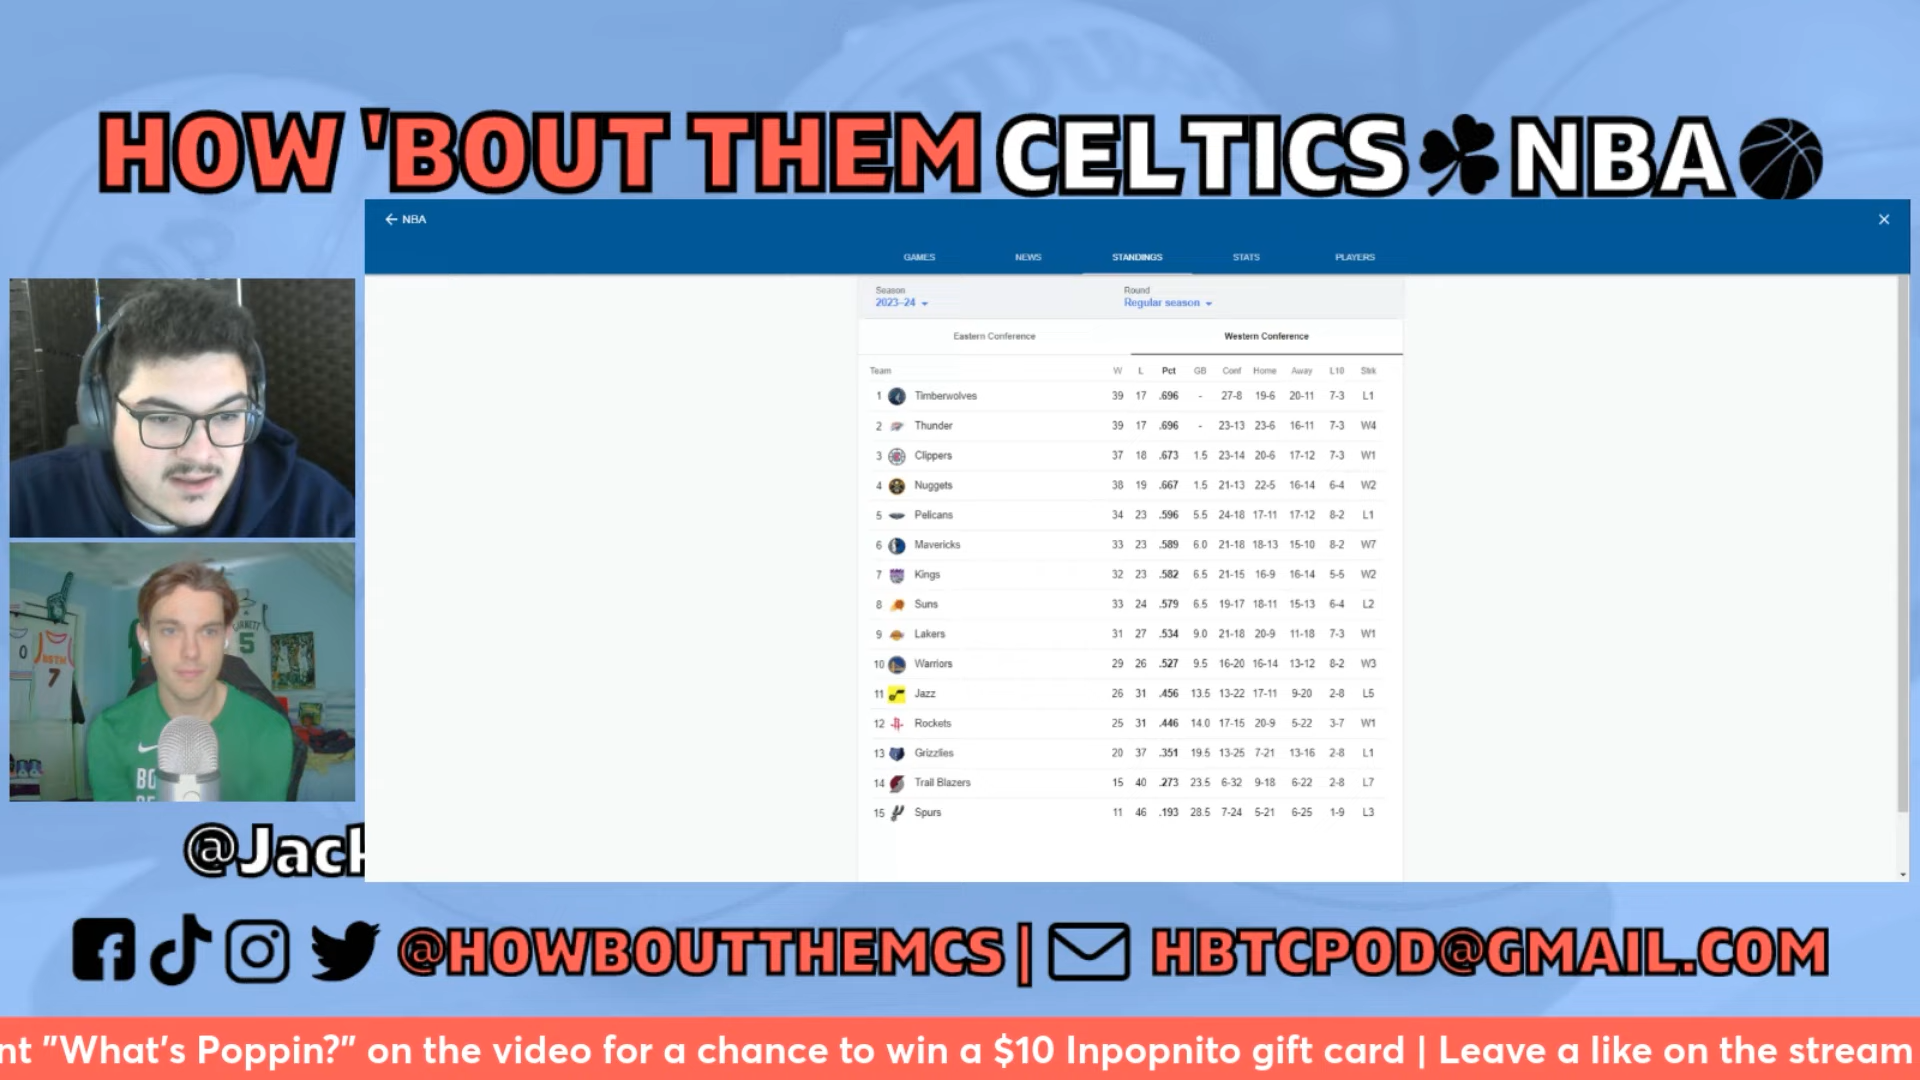 HOW 'BOUT THEM CELTICS NBA
NBA
GAMES NEWS STANDINGS STATS PLAYERS
Season Round
2023–24 Regular season
Eastern Conference Western Conference
Team W L Pct GB Conf Home Away L10 Strk
1 Timberwolves 39 17 .696 - 27-8 19-6 20-11 7-3 L1
2 Thunder 39 17 .696 - 23-13 23-6 16-11 7-3 W4
3 Clippers 37 18 .673 1.5 23-14 20-6 17-12 7-3 W1
4 Nuggets 38 19 .667 1.5 21-13 22-5 16-14 6-4 W2
5 Pelicans 34 23 .596 5.5 24-18 17-11 17-12 8-2 L1
6 Mavericks 33 23 .589 6.0 21-18 18-13 15-10 8-2 W7
7 Kings 32 23 .582 6.5 21-15 16-9 16-14 5-5 W2
8 Suns 33 24 .579 6.5 19-17 18-11 15-13 6-4 L2
9 Lakers 31 27 .534 9.0 21-18 20-9 11-18 7-3 W1
10 Warriors 29 26 .527 9.5 16-20 16-14 13-12 8-2 W3
11 Jazz 26 31 .456 13.5 13-22 17-11 9-20 2-8 L5
12 Rockets 25 31 .446 14.0 17-15 20-9 5-22 3-7 W1
13 Grizzlies 20 37 .351 19.5 13-25 7-21 13-16 2-8 L1
14 Trail Blazers 15 40 .273 23.5 6-32 9-18 6-22 2-8 L7
15 Spurs 11 46 .193 28.5 7-24 5-21 6-25 1-9 L3
0
7
5
BO
@Jack
@HOWBOUTTHEMCS | HBTCPOD@GMAIL.COM
nt "What's Poppin?" on the video for a chance to win a $10 Inpopnito gift card | Leave a like on the stream